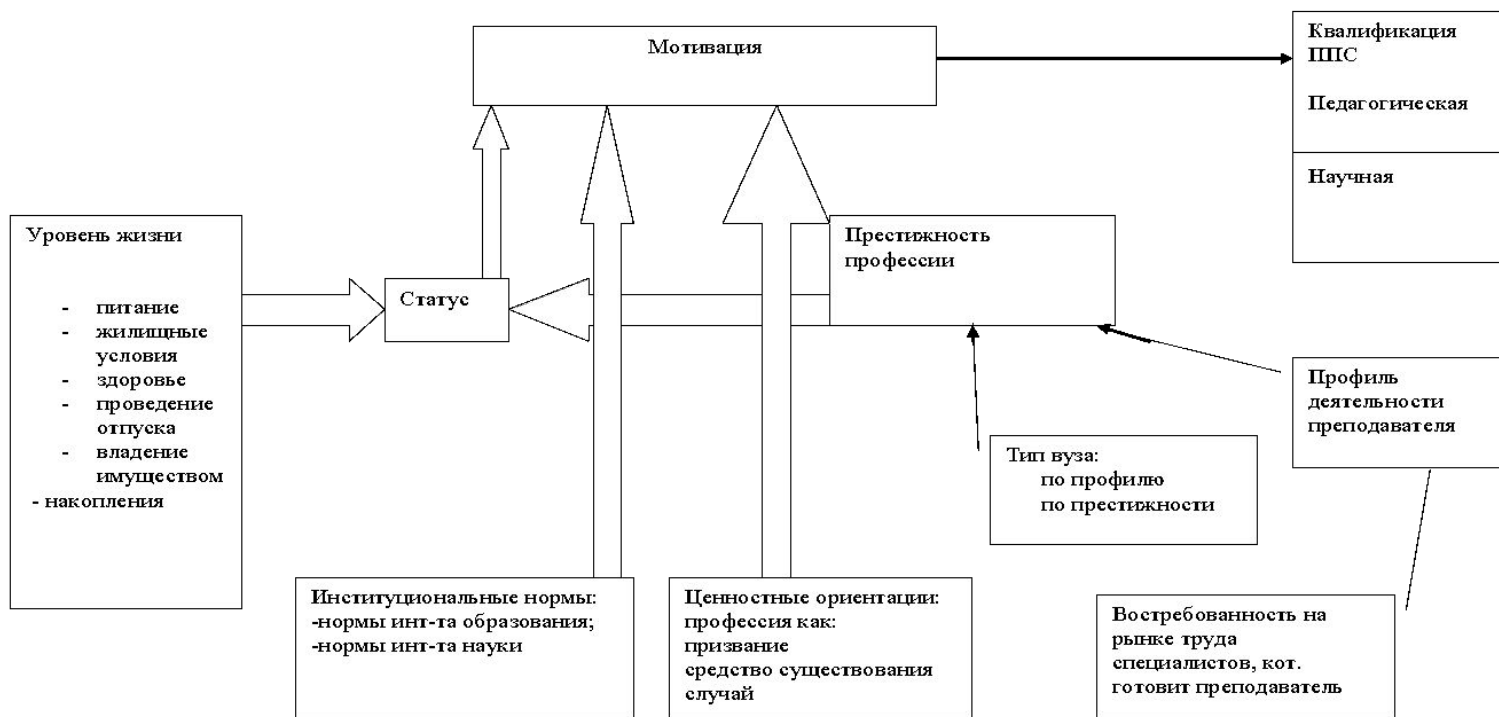 Мотивация
Квалификация
ППС
Педагогическая
Научная
Уровень жизни
- питание
- жилищные
условия
- здоровье
- проведение
отпуска
- владение
имуществом
- накопления
Статус
Престижность
профессии
Профиль
деятельности
преподавателя
Тип вуза:
по профилю
по престижности
Институциональные нормы:
-нормы инт-та образования;
-нормы инт-та науки
Ценностные ориентации:
профессия как:
призвание
средство существования
случай
Востребованность на
рынке труда
специалистов, кот.
готовит преподаватель